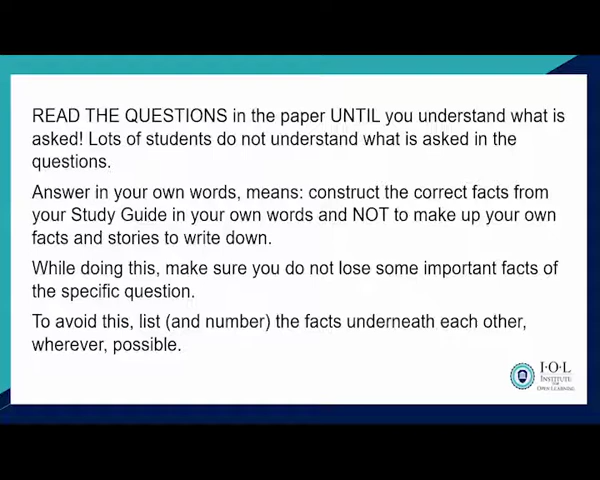 READ THE QUESTIONS in the paper UNTIL you understand what is
asked! Lots of students do not understand what is asked in the
questions.
Answer in your own words, means: construct the correct facts from
your Study Guide in your own words and NOT to make up your own
facts and stories to write down.
While doing this, make sure you do not lose some important facts of
the specific question.
To avoid this, list (and number) the facts underneath each other,
wherever, possible.
I·O·L
INSTITUTE
FOR
OPEN LEARNING